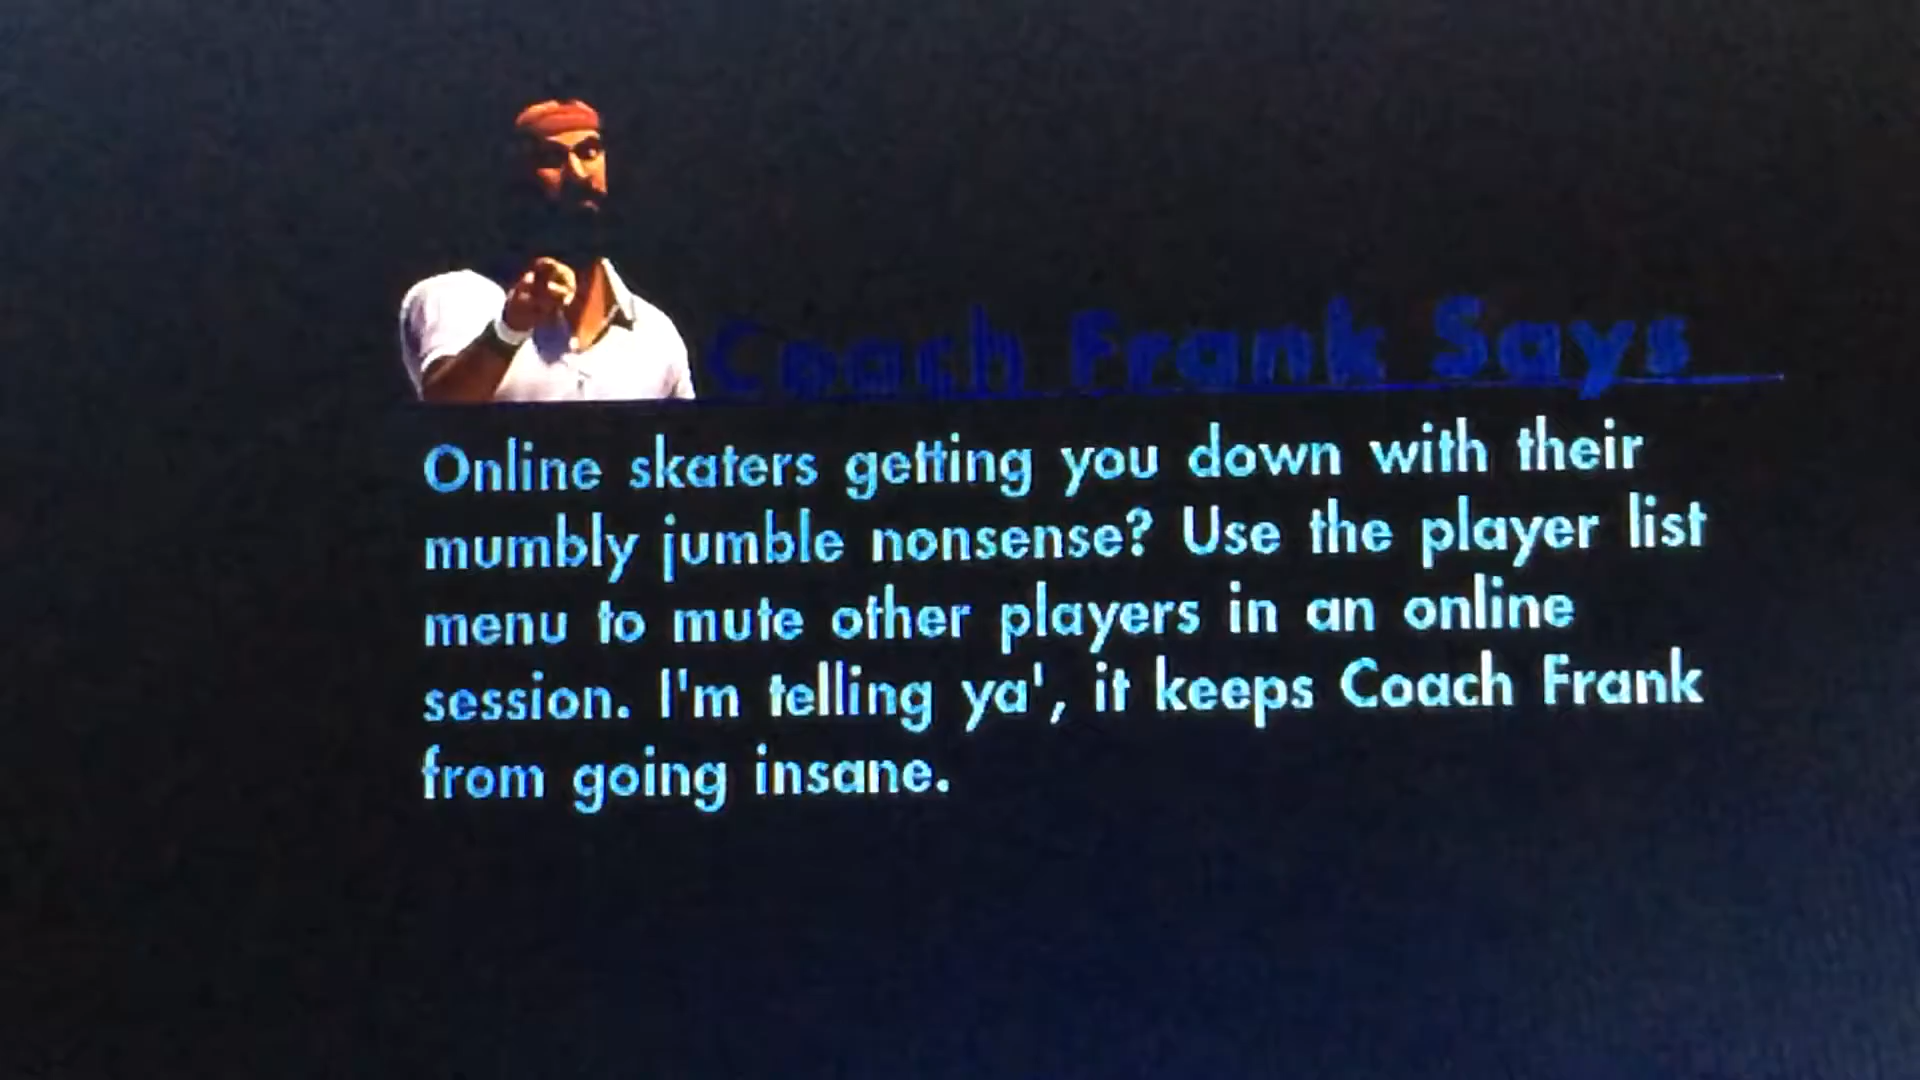 Coach Frank Says
Online skaters getting you down with their
mumbly jumble nonsense? Use the player list
menu to mute other players in an online
session. I'm telling ya', it keeps Coach Frank
from going insane.